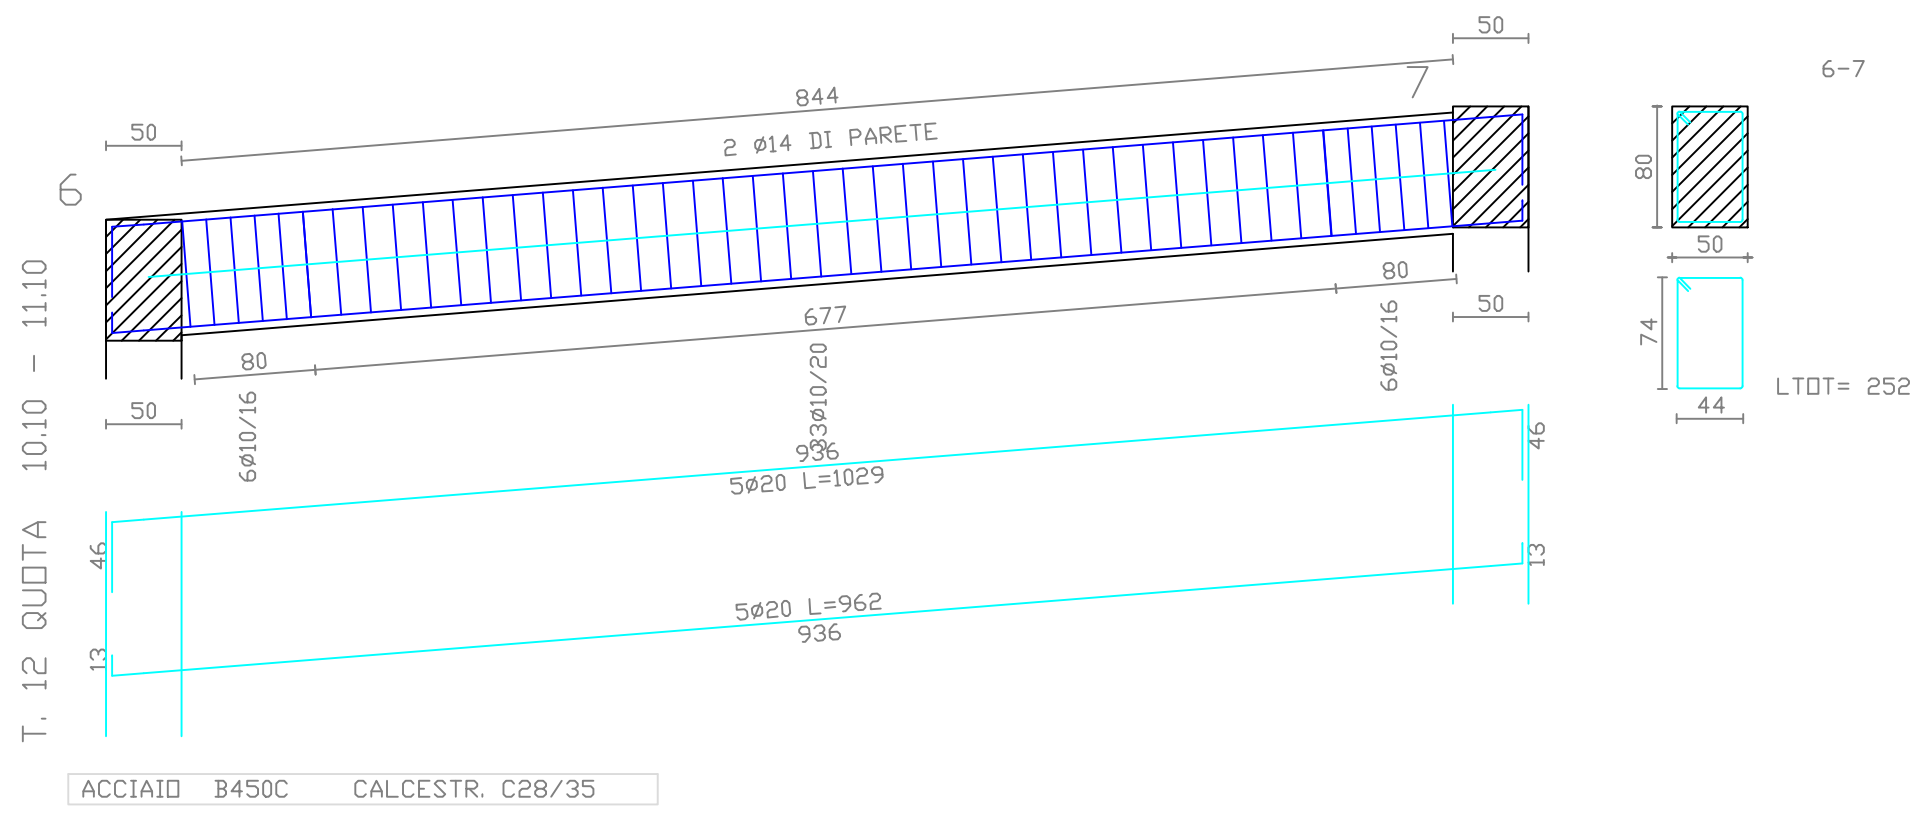 50
6-7
844
7
50
2 Ø14 DI PARETE
80
6
50
80
677
50
74
80
6Ø10/16
LTOT= 252
50
44
6Ø10/16
33Ø10/20
936
46
5Ø20 L=1029
46
13
5Ø20 L=962
936
13
T. 12 QUOTA 10.10 - 11.10
ACCIAIO B450C CALCESTR. C28/35